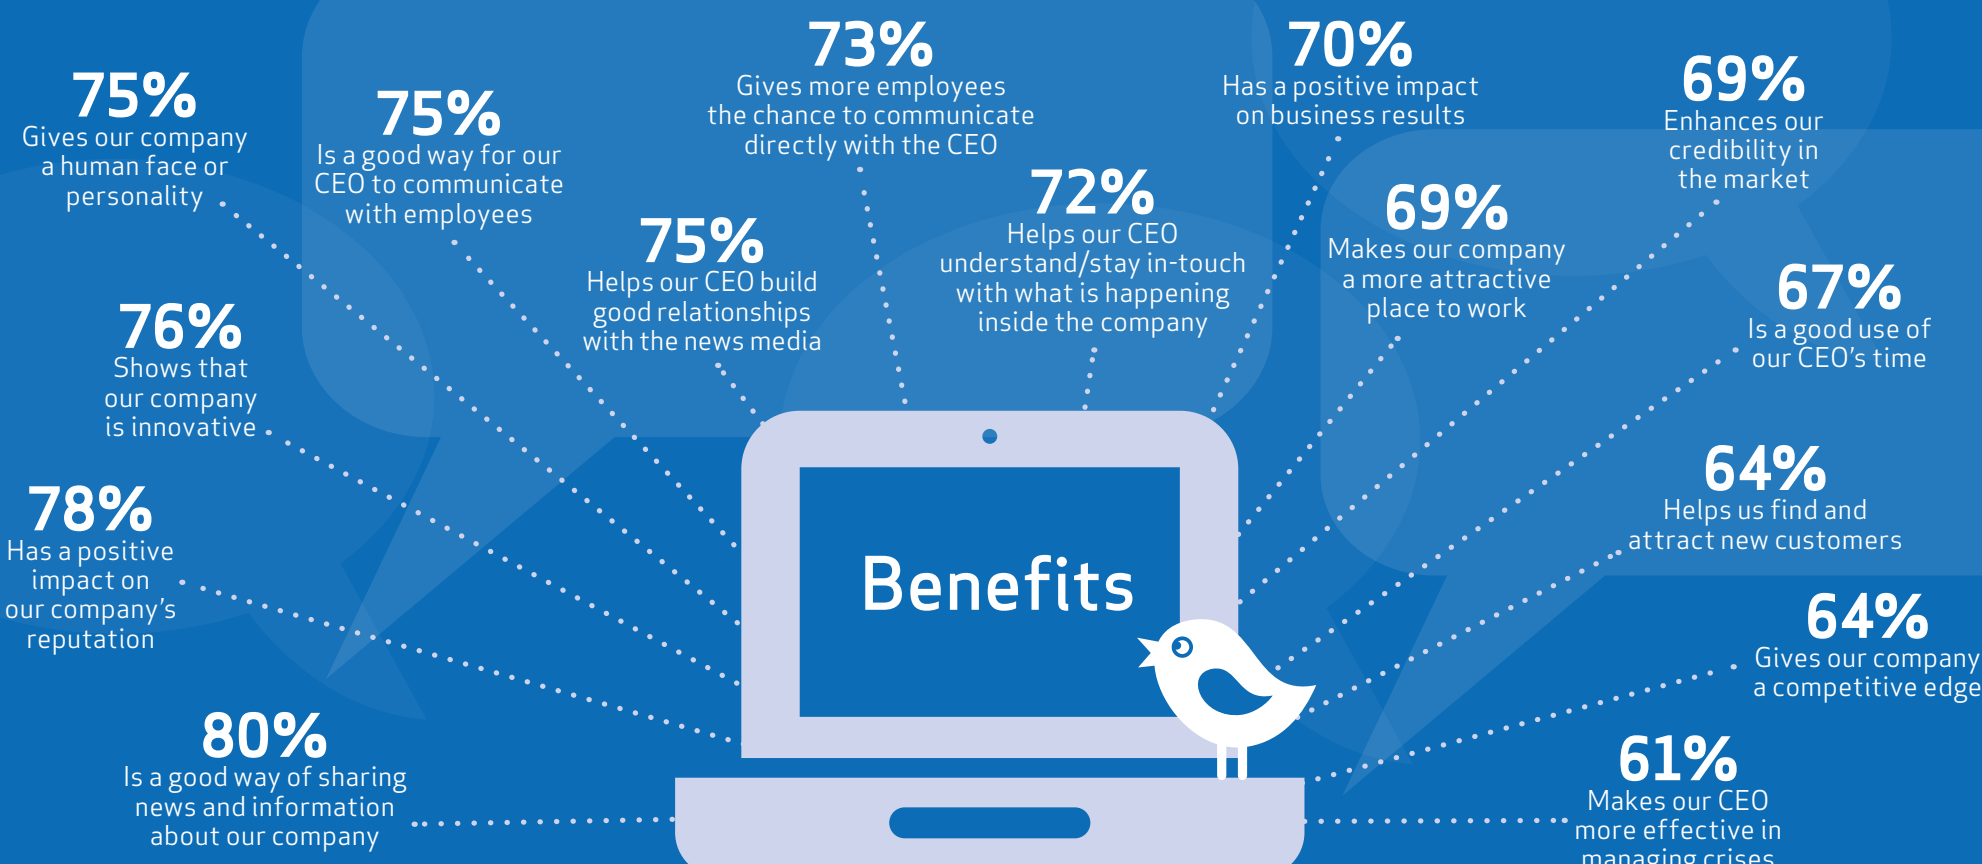 80%
Is a good way of sharing
news and information
about our company
78%
Has a positive
impact on
our company's
reputation
76%
Shows that
our company
is innovative
75%
Gives our company
a human face or
personality
75%
Is a good way for our
CEO to communicate
with employees
75%
Helps our CEO build
good relationships
with the news media
73%
Gives more employees
the chance to communicate
directly with the CEO
72%
Helps our CEO
understand/stay in-touch
with what is happening
inside the company
70%
Has a positive impact
on business results
69%
Makes our company
a more attractive
place to work
69%
Enhances our
credibility in
the market
67%
Is a good use of
our CEO's time
64%
Helps us find and
attract new customers
64%
Gives our company
a competitive edge
61%
Makes our CEO
more effective in
managing crises
Benefits